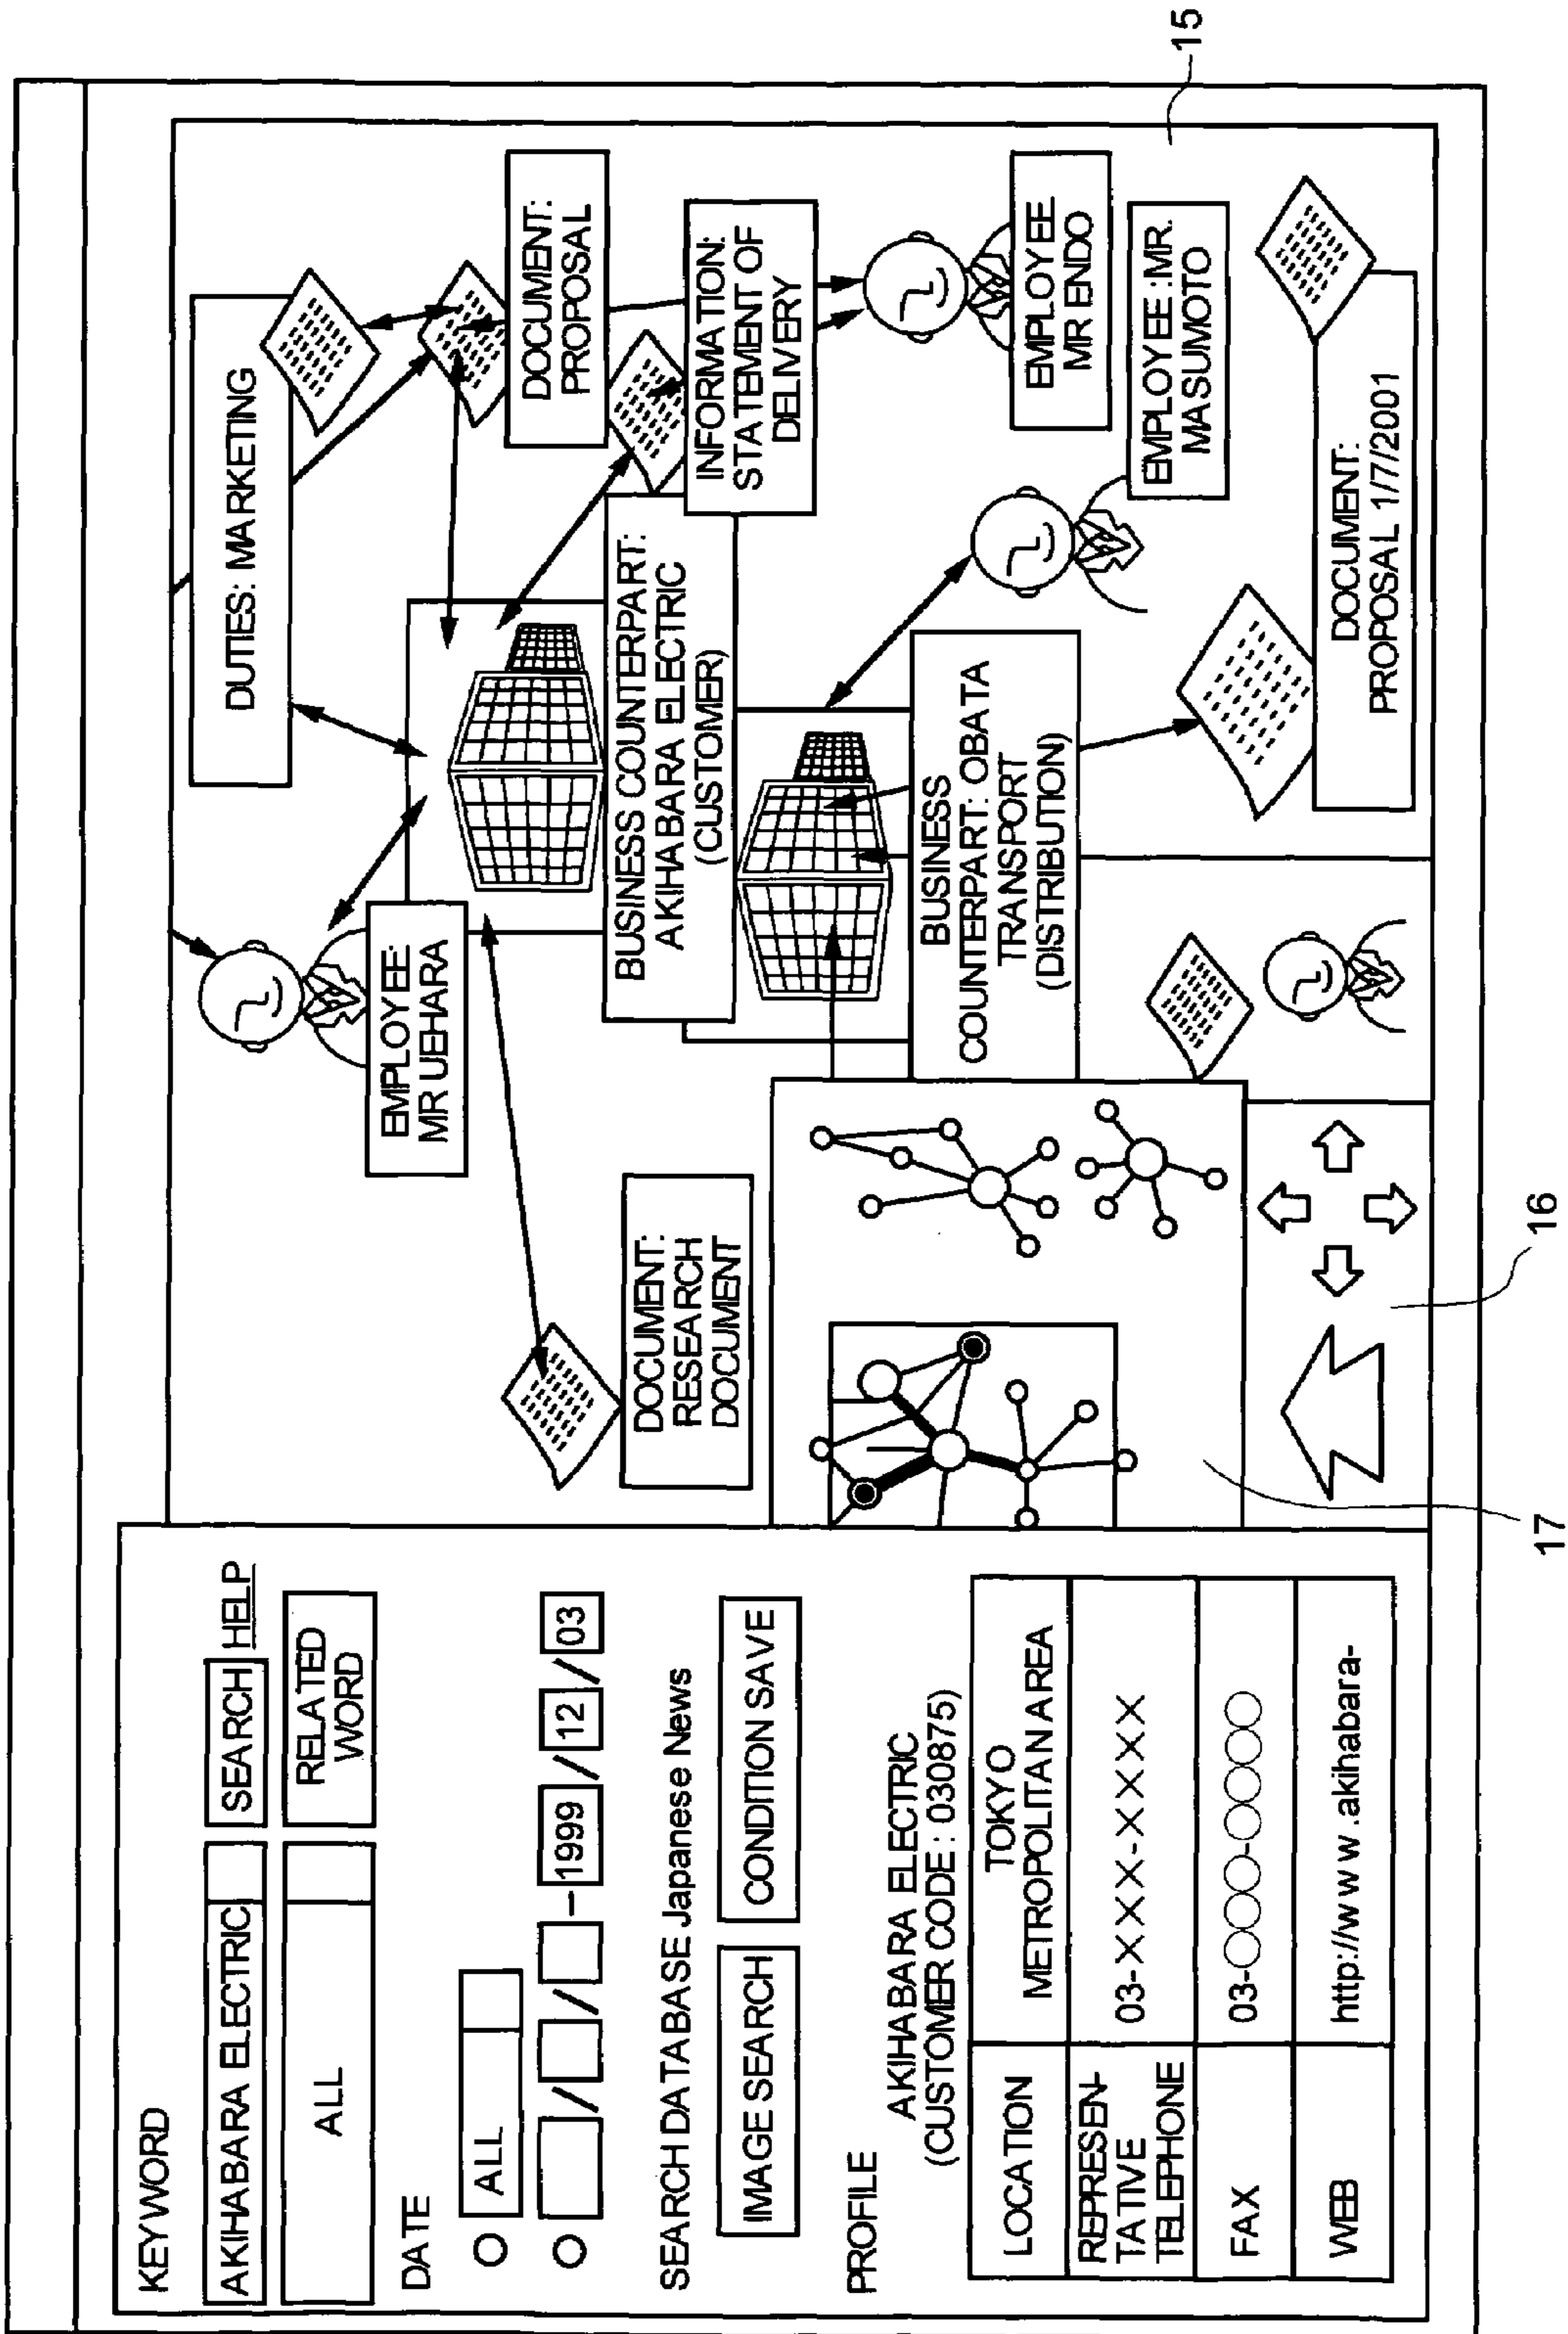 KEYWORD
AKIHABARA ELECTRIC SEARCH HELP
ALL
RELATED
WORD
DATE
ALL
/ / - 1999 / 12 / 03
SEARCH DATABASE Japanese News
IMAGE SEARCH CONDITION SAVE
PROFILE
AKIHABARA ELECTRIC
(CUSTOMER CODE : 030875)
LOCATION
TOKYO
METROPOLITAN AREA
REPRESEN-
TATIVE
TELEPHONE
03-XXXX-XXXX
FAX
03-○○○-○○○○
WEB
http://www.akihabara-
DUTIES: MARKETING
EMPLOYEE:
MR UEHARA
DOCUMENT:
PROPOSAL
DOCUMENT:
RESEARCH
DOCUMENT
BUSINESS COUNTERPART:
AKIHABARA ELECTRIC
(CUSTOMER)
INFORMATION:
STATEMENT OF
DELIVERY
BUSINESS
COUNTERPART: OBATA
TRANSPORT
(DISTRIBUTION)
EMPLOYEE
MR ENDO
EMPLOYEE :MR.
MASUMOTO
DOCUMENT:
PROPOSAL 1/7/2001
15
16
17